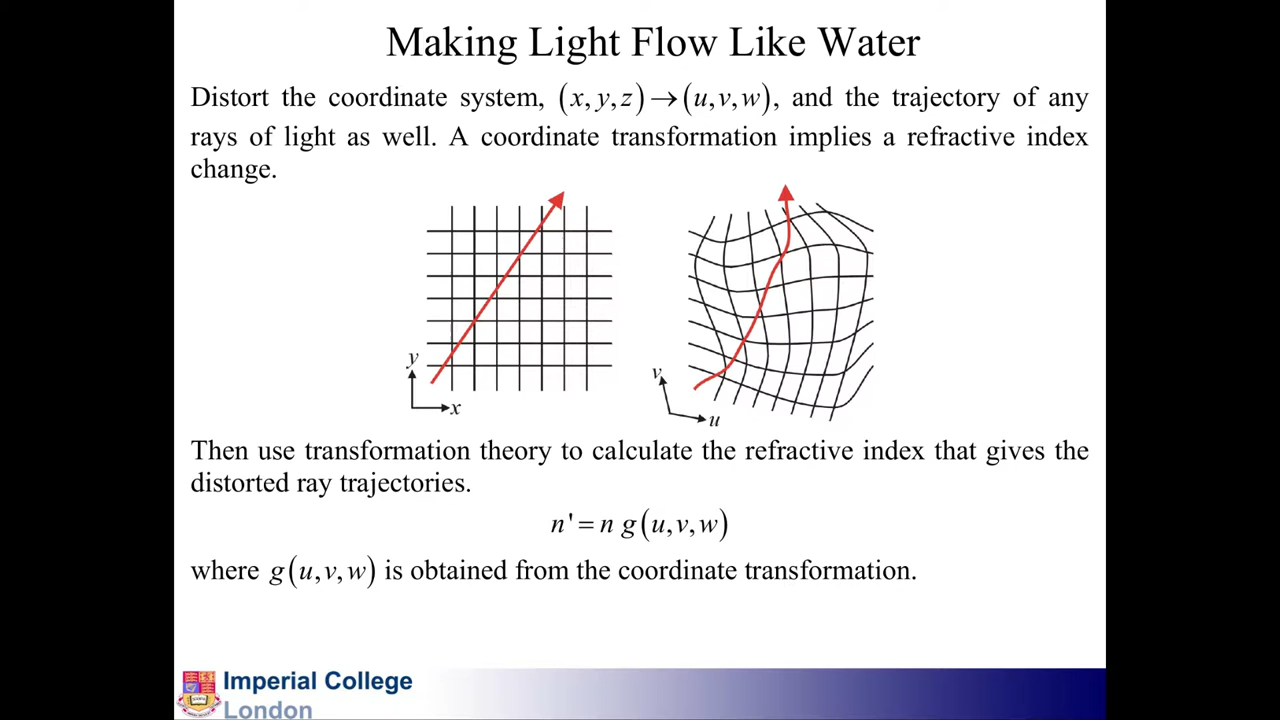 Making Light Flow Like Water
Distort the coordinate system, (x, y, z) → (u, v, w), and the trajectory of any
rays of light as well. A coordinate transformation implies a refractive index
change.
y
x
v
u
Then use transformation theory to calculate the refractive index that gives the
distorted ray trajectories.
n' = n g(u, v, w)
where g(u, v, w) is obtained from the coordinate transformation.
Imperial College
London